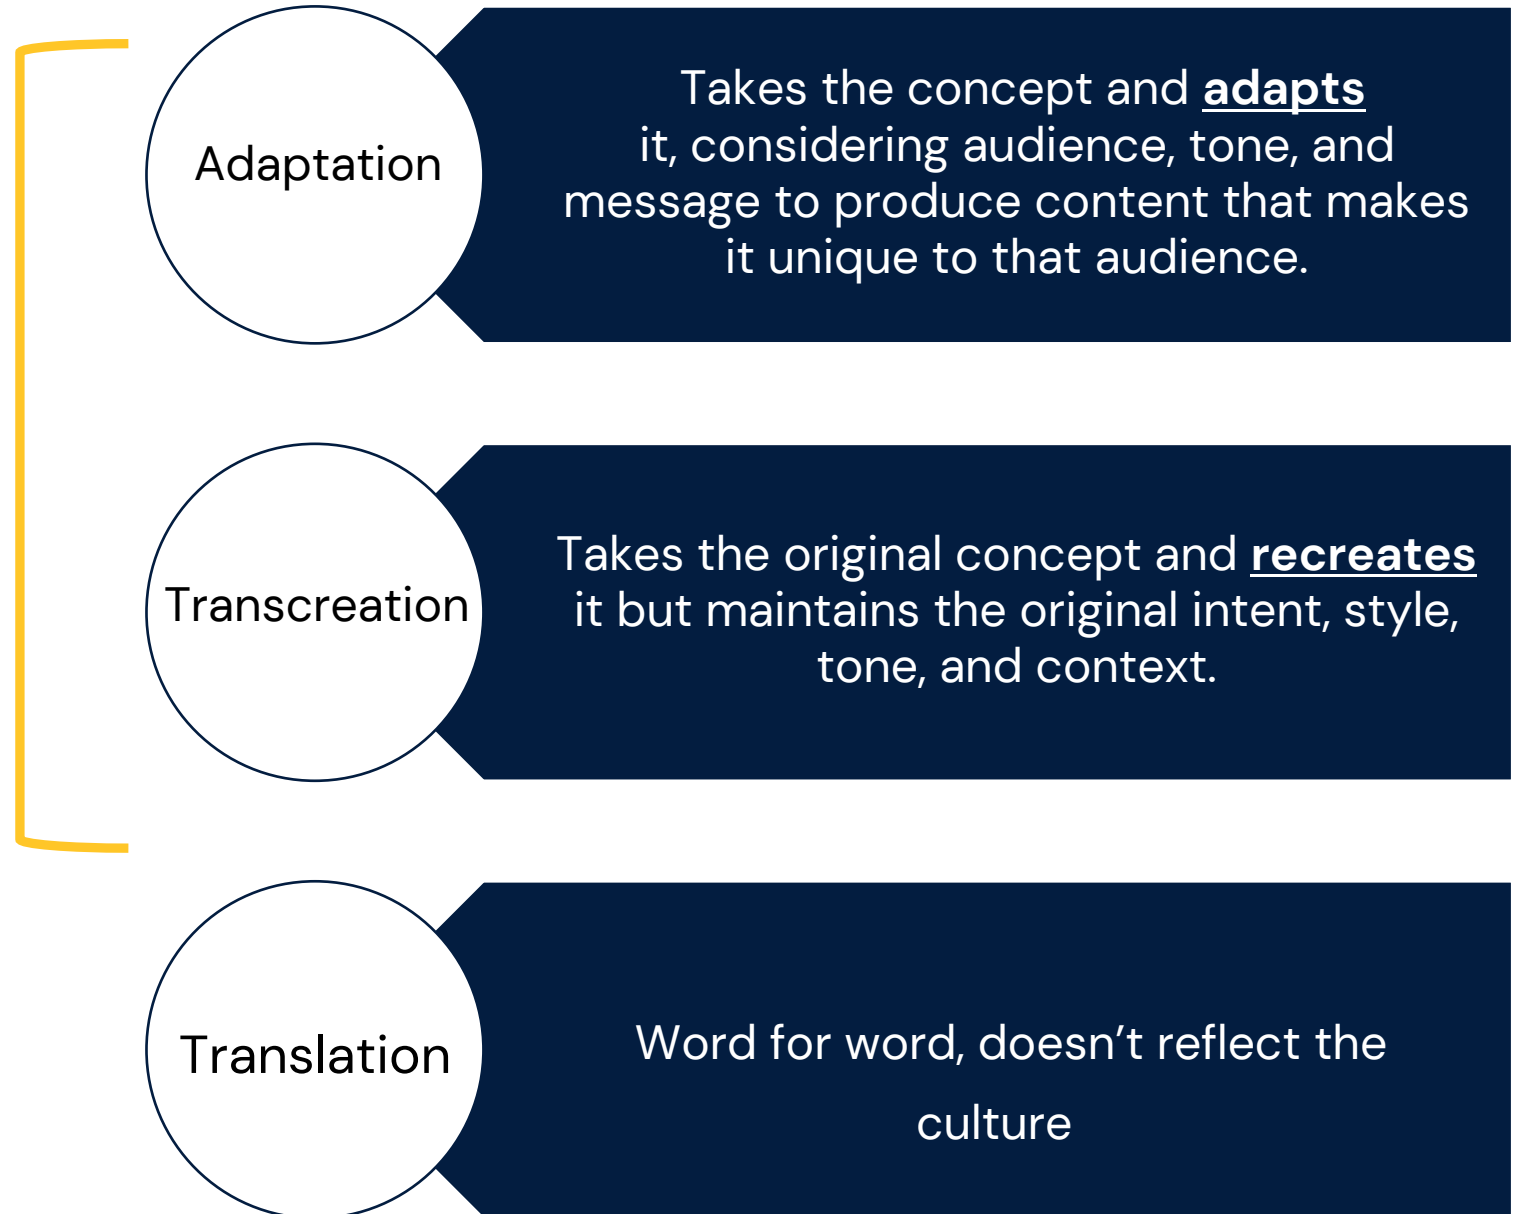 Adaptation
Takes the concept and adapts
it, considering audience, tone, and
message to produce content that makes
it unique to that audience.
Transcreation
Takes the original concept and recreates
it but maintains the original intent, style,
tone, and context.
Translation
Word for word, doesn’t reflect the
culture